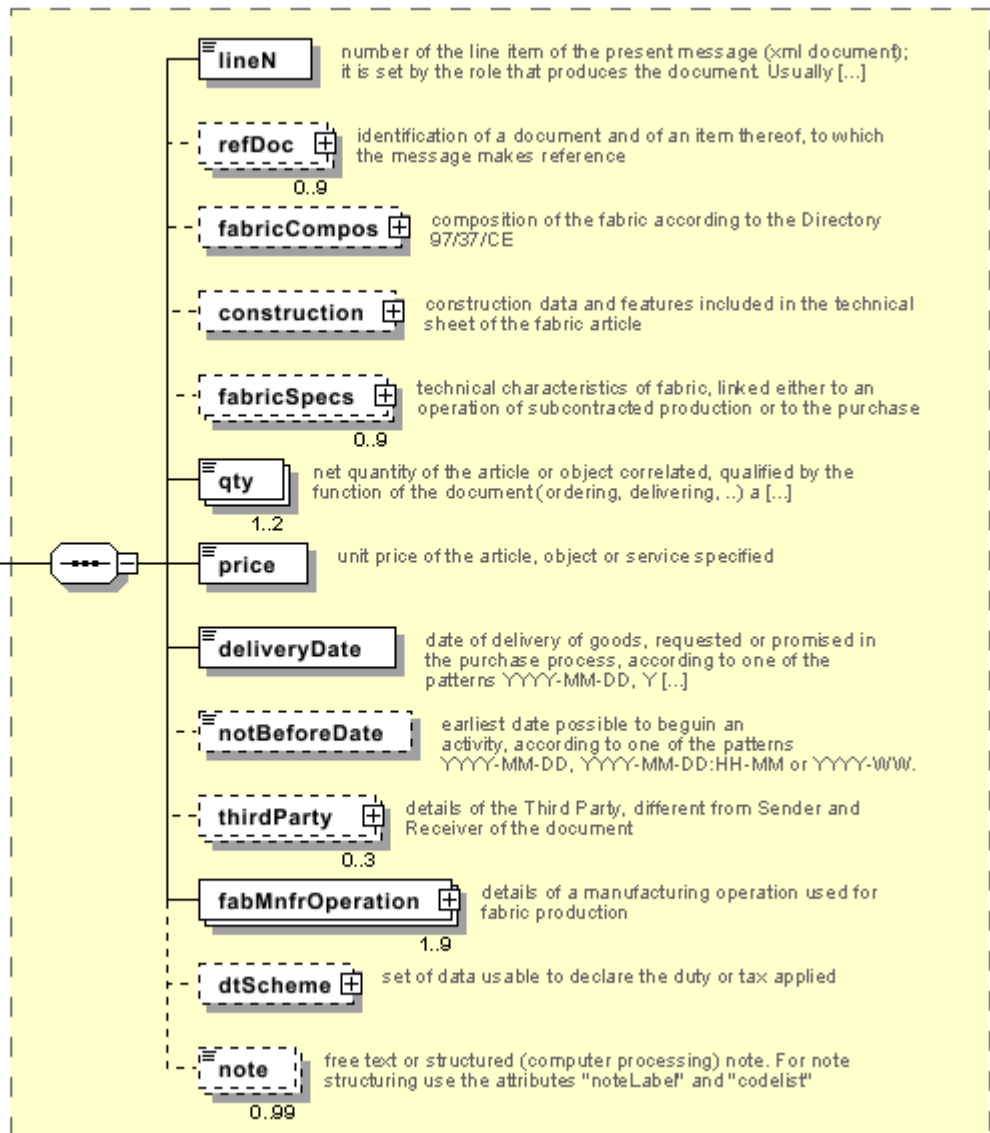 lineN
number of the line item of the present message (xml document);
it is set by the role that produces the document. Usually [...]
refDoc
identification of a document and of an item thereof, to which
the message makes reference
0..9
fabricCompos
composition of the fabric according to the Directory
97/37/CE
construction
construction data and features included in the technical
sheet of the fabric article
fabricSpecs
technical characteristics of fabric, linked either to an
operation of subcontracted production or to the purchase
0..9
qty
net quantity of the article or object correlated, qualified by the
function of the document (ordering, delivering, ..) a [...]
1..2
price
unit price of the article, object or service specified
deliveryDate
date of delivery of goods, requested or promised in
the purchase process, according to one of the
patterns YYYY-MM-DD, Y [...]
notBeforeDate
earliest date possible to beguin an
activity, according to one of the patterns
YYYY-MM-DD, YYYY-MM-DD:HH-MM or YYYY-WW.
thirdParty
details of the Third Party, different from Sender and
Receiver of the document
0..3
fabMnfrOperation
details of a manufacturing operation used for
fabric production
1..9
dtScheme
set of data usable to declare the duty or tax applied
note
free text or structured (computer processing) note. For note
structuring use the attributes "noteLabel" and "codelist"
0..99